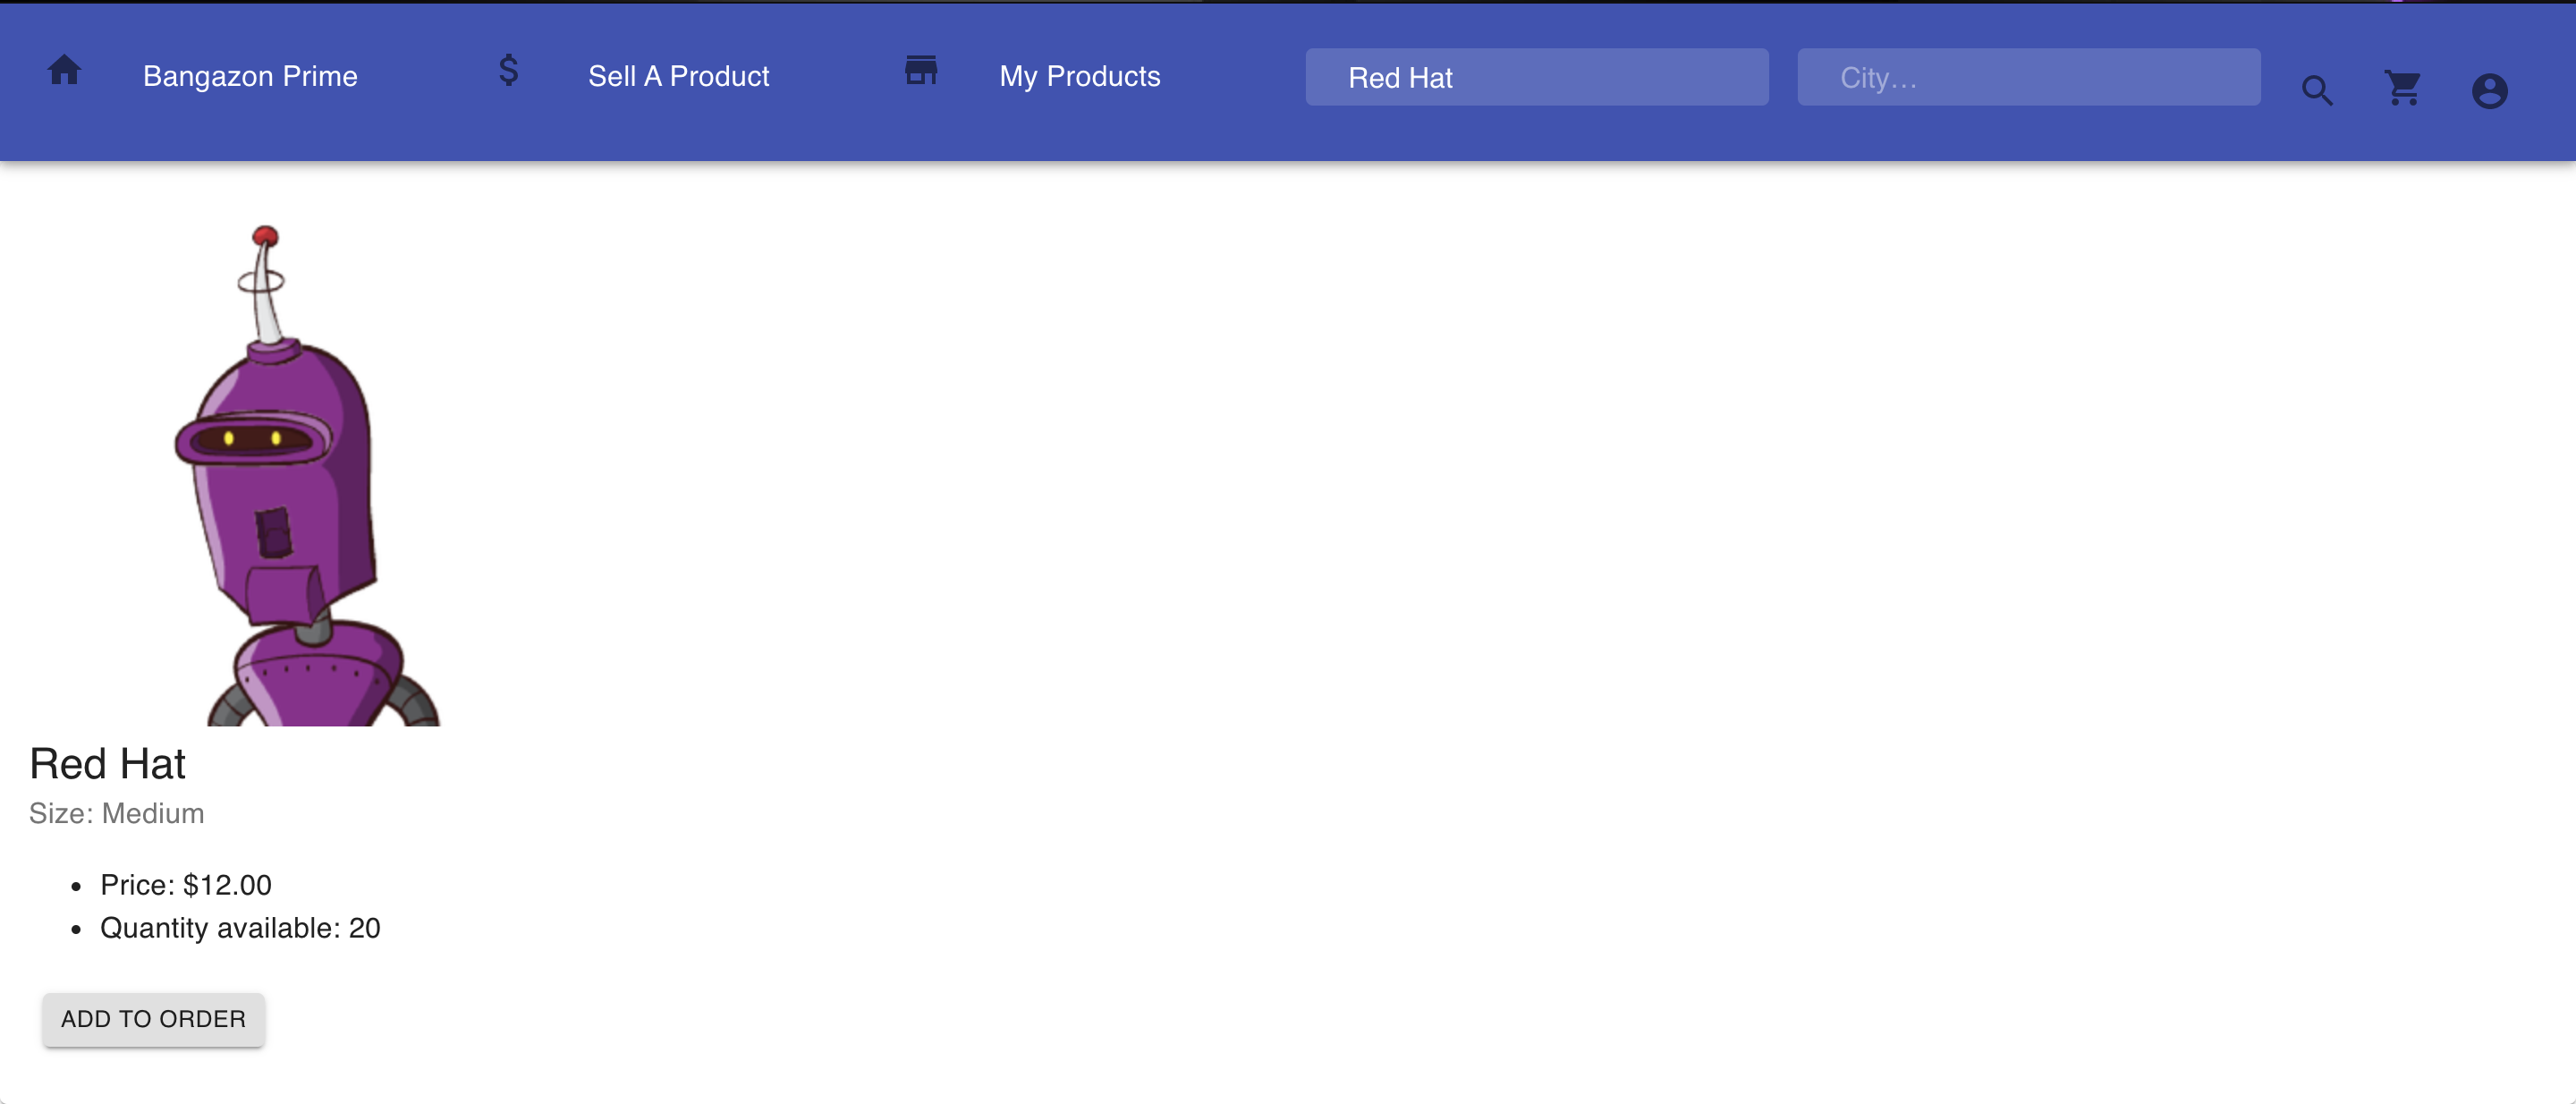 Bangazon Prime
Sell A Product
My Products
Red Hat
City...
Red Hat
Size: Medium
Price: $12.00
Quantity available: 20
ADD TO ORDER